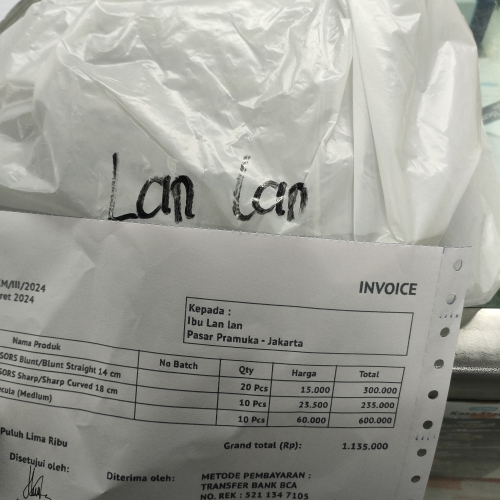 Lan Lan
INVOICE
M/III/2024
ret 2024
Kepada :
Ibu Lan lan
Pasar Pramuka - Jakarta
Nama Produk No Batch Qty Harga Total
SORS Blunt/Blunt Straight 14 cm 20 Pcs 15.000 300.000
SORS Sharp/Sharp Curved 18 cm 10 Pcs 23.500 235.000
cula (Medium) 10 Pcs 60.000 600.000
Grand total (Rp): 1.135.000
Puluh Lima Ribu
Disetujui oleh: Diterima oleh: METODE PEMBAYARAN :
TRANSFER BANK BCA
NO. REK : 521 134 7105